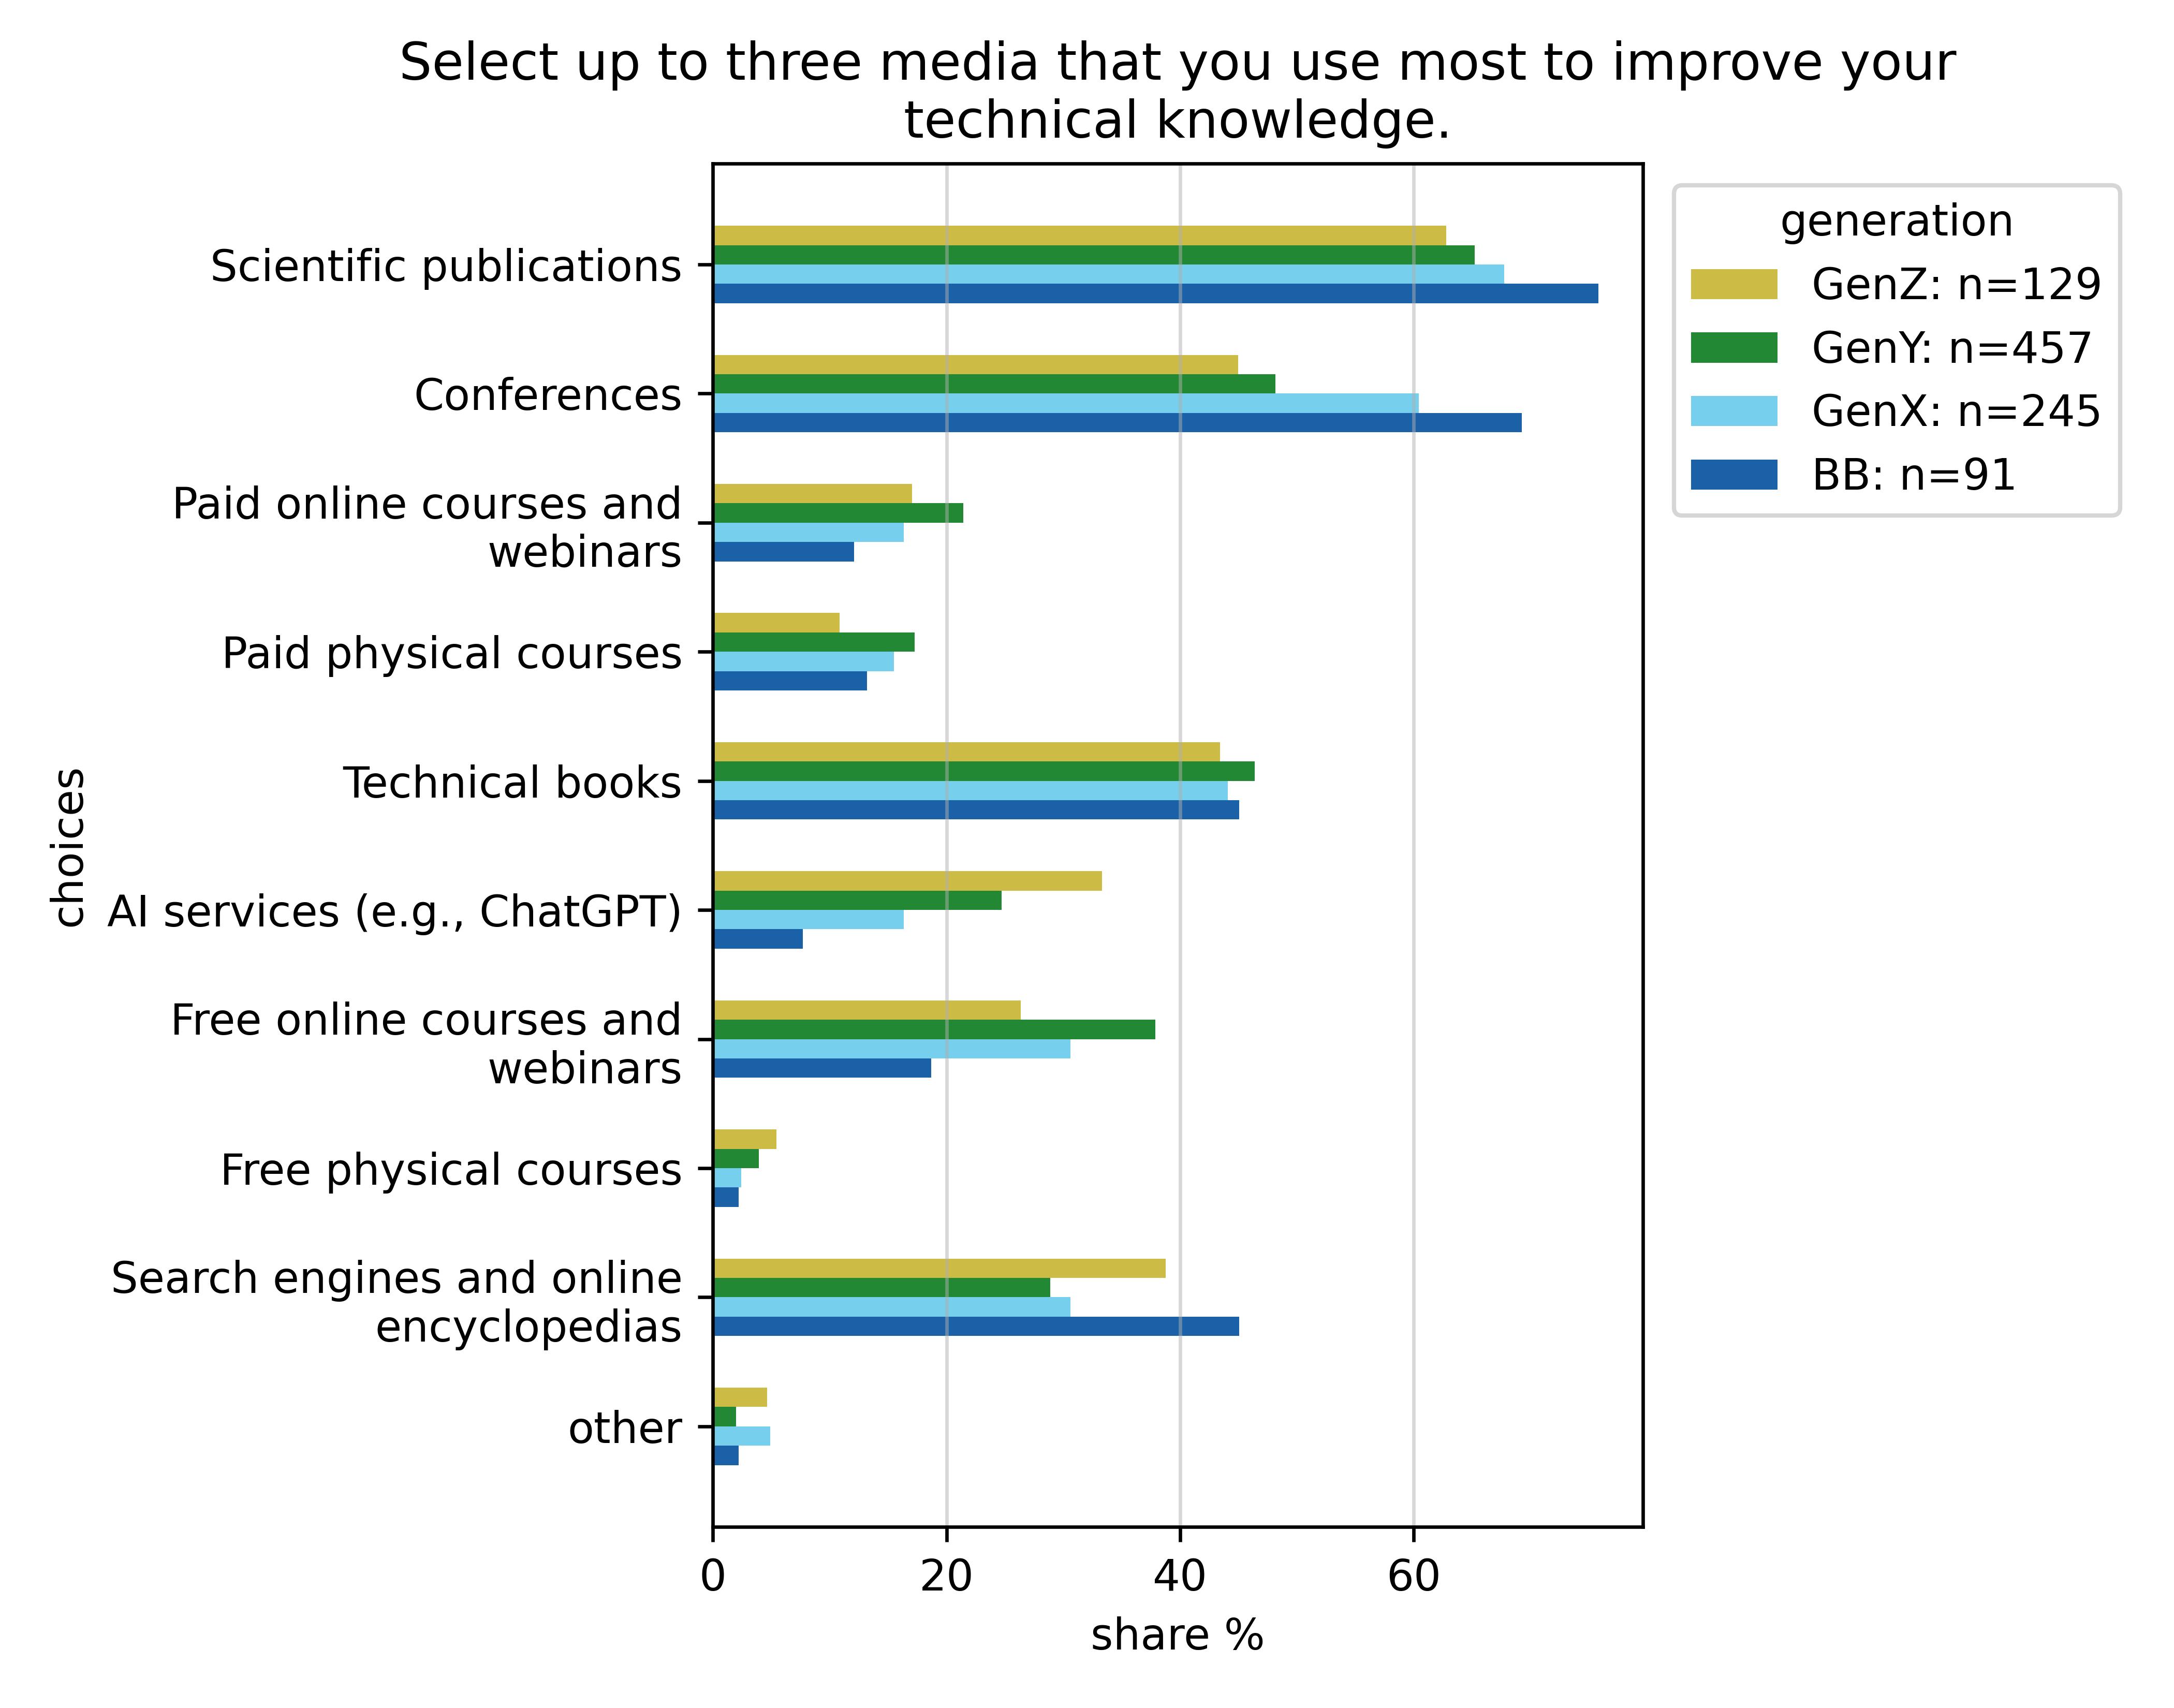 Select up to three media that you use most to improve your
technical knowledge.
generation
GenZ: n=129
GenY: n=457
GenX: n=245
BB: n=91
choices
Scientific publications
Conferences
Paid online courses and
webinars
Paid physical courses
Technical books
AI services (e.g., ChatGPT)
Free online courses and
webinars
Free physical courses
Search engines and online
encyclopedias
other
0 20 40 60
share %